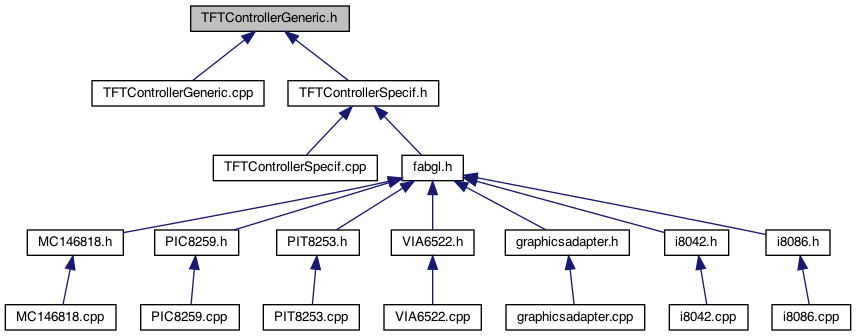 TFTControllerGeneric.h
TFTControllerGeneric.cpp
TFTControllerSpecif.h
TFTControllerSpecif.cpp
fabgl.h
MC146818.h
PIC8259.h
PIT8253.h
VIA6522.h
graphicsadapter.h
i8042.h
i8086.h
MC146818.cpp
PIC8259.cpp
PIT8253.cpp
VIA6522.cpp
graphicsadapter.cpp
i8042.cpp
i8086.cpp